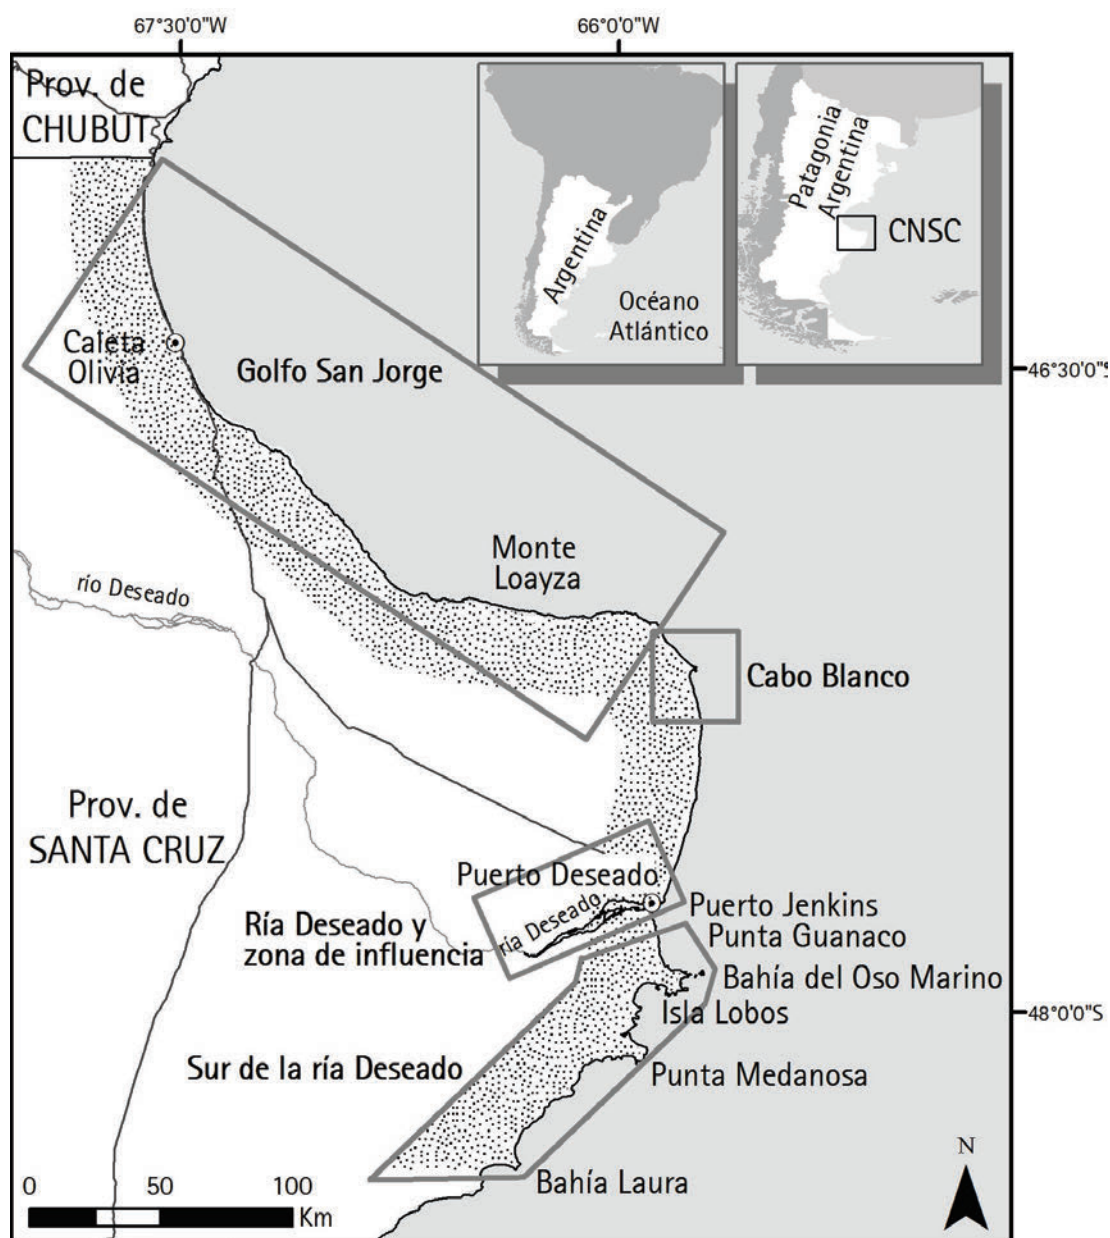 67°30'0"W
66°0'0"W
Prov. de
CHUBUT
Argentina
Océano
Atlántico
Patagonia
Argentina
CNSC
Caleta
Olivia
Golfo San Jorge
46°30'0"S
Monte
Loayza
río Deseado
Cabo Blanco
Prov. de
SANTA CRUZ
Puerto Deseado
ría Deseado
Puerto Jenkins
Ría Deseado y
zona de influencia
Punta Guanaco
Bahía del Oso Marino
Isla Lobos
48°0'0"S
Sur de la ría Deseado
Punta Medanosa
Bahía Laura
0 50 100
Km
N